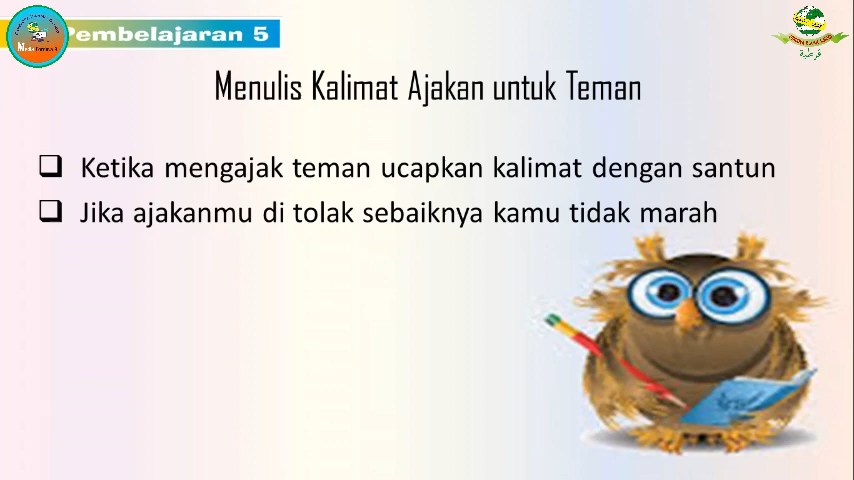 Pembelajaran 5
Menulis Kalimat Ajakan untuk Teman
Ketika mengajak teman ucapkan kalimat dengan santun
Jika ajakanmu di tolak sebaiknya kamu tidak marah
قرطبة